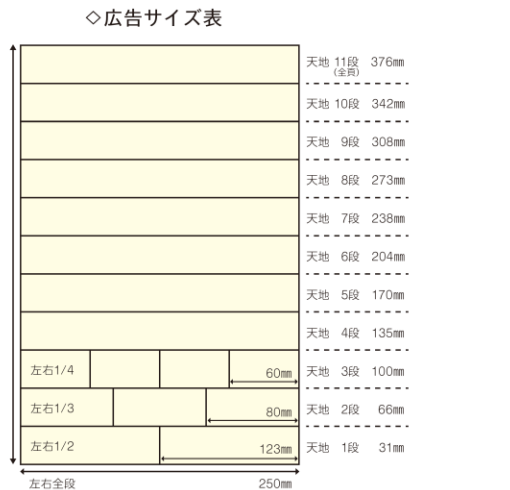 ◇広告サイズ表
天地 11段 376㎜
(全頁)
天地 10段 342㎜
天地 9段 308㎜
天地 8段 273㎜
天地 7段 238㎜
天地 6段 204㎜
天地 5段 170㎜
天地 4段 135㎜
左右1/4 60㎜ 天地 3段 100㎜
左右1/3 80㎜ 天地 2段 66㎜
左右1/2 123㎜ 天地 1段 31㎜
左右全段 250㎜